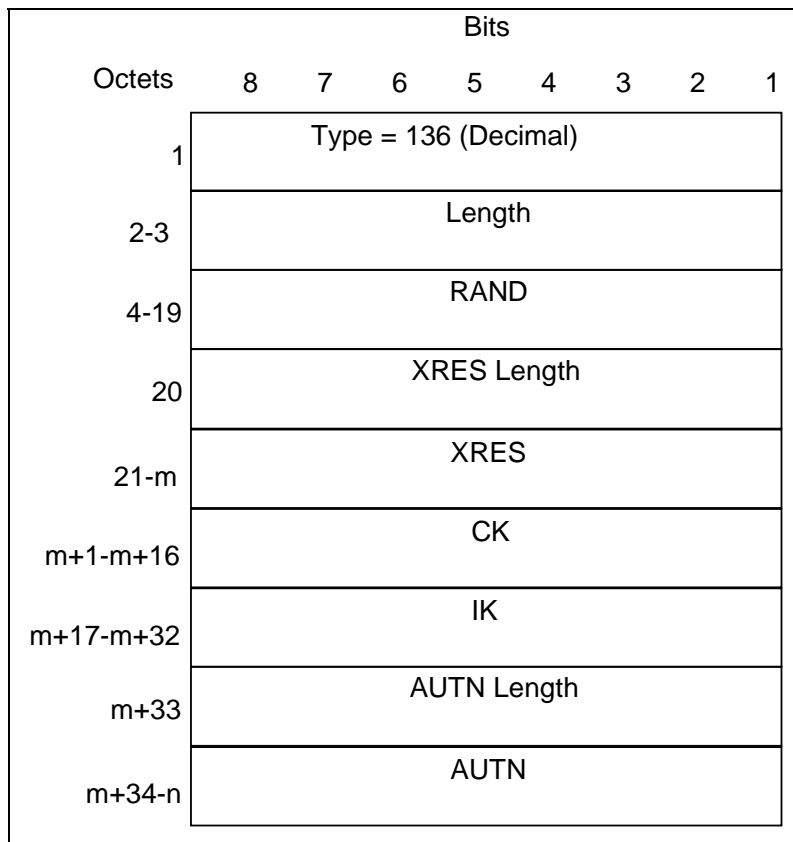 Bits
Octets 8 7 6 5 4 3 2 1
1 Type = 136 (Decimal)
2-3 Length
4-19 RAND
20 XRES Length
21-m XRES
m+1-m+16 CK
m+17-m+32 IK
m+33 AUTN Length
m+34-n AUTN